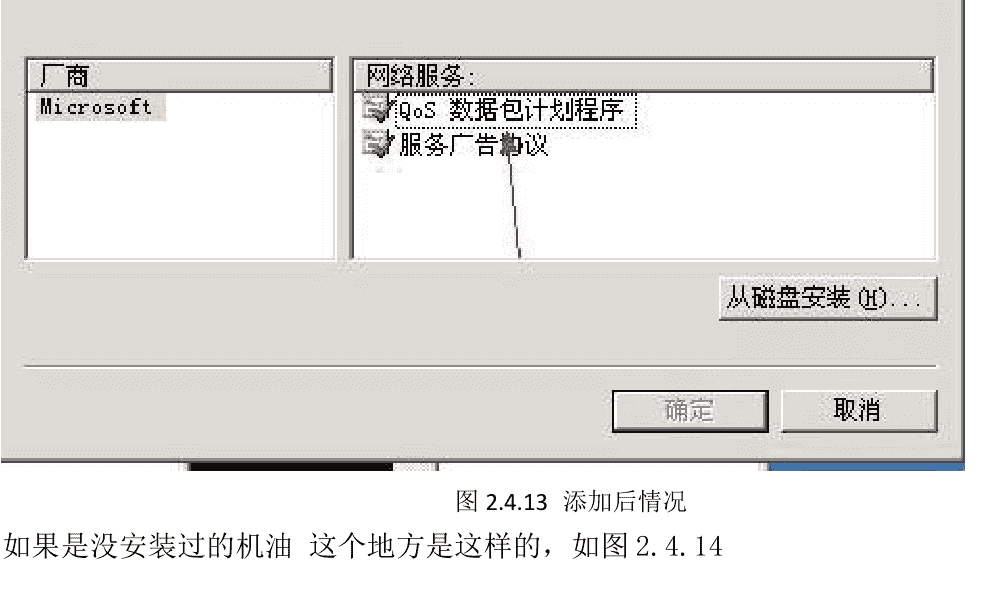 厂商
网络服务:
Microsoft
QoS 数据包计划程序
服务广告协议
从磁盘安装(H)...
确定
取消
图 2.4.13 添加后情况
如果是没安装过的机油 这个地方是这样的，如图 2.4.14